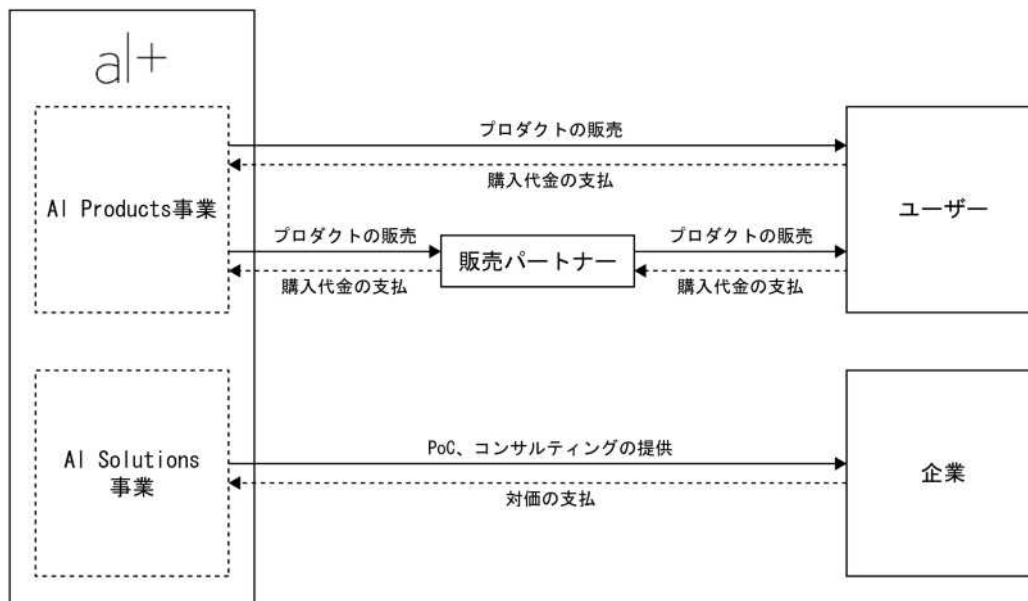 al+
プロダクトの販売
購入代金の支払
AI Products事業
ユーザー
プロダクトの販売
販売パートナー
プロダクトの販売
購入代金の支払
購入代金の支払
AI Solutions
事業
PoC、コンサルティングの提供
対価の支払
企業